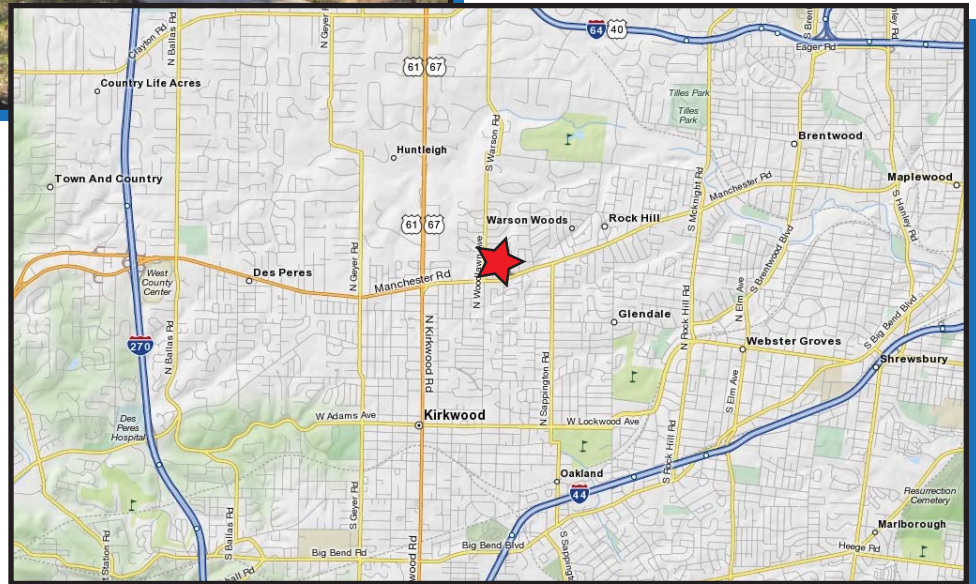 64 40
Eager Rd
Clayton Rd
N Ballas Rd
N Geyer Rd
61 67
S Warson Rd
Tilles Park
Tilles
Park
Country Life Acres
Huntleigh
Brentwood
Town And Country
Manchester Rd
Maplewood
S Mcknight Rd
S Hanley Rd
61 67
Warson Woods
Rock Hill
West
County
Center
Des Peres
N Geyer Rd
Manchester Rd
N Woodlawn Ave
S Brentwood Blvd
N Elm Ave
N Rock Hill Rd
S Big Bend Blvd
Glendale
Webster Groves
Shrewsbury
270
N Ballas Rd
N Kirkwood Rd
N Sappington Rd
S Elm Ave
Des
Peres
Hospital
W Adams Ave
Kirkwood
W Lockwood Ave
S Rock Hill Rd
Oakland
44
Resurrection
Cemetery
Marlborough
S Ballas Rd
S Geyer Rd
Big Bend Rd
Big Bend Blvd
Heege Rd